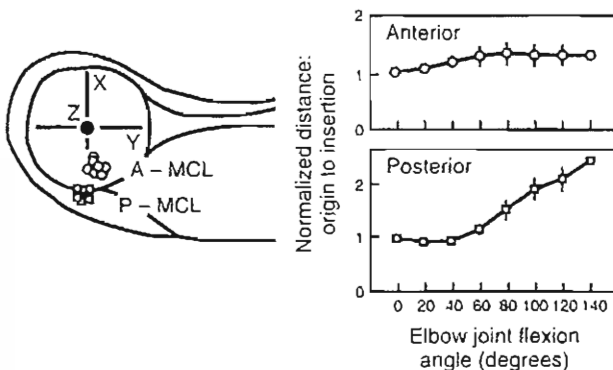 X
Z
Y
A – MCL
P – MCL
Normalized distance:
origin to insertion
Anterior
2
1
0
Posterior
2
1
0
0 20 40 60 80 100 120 140
Elbow joint flexion
angle (degrees)